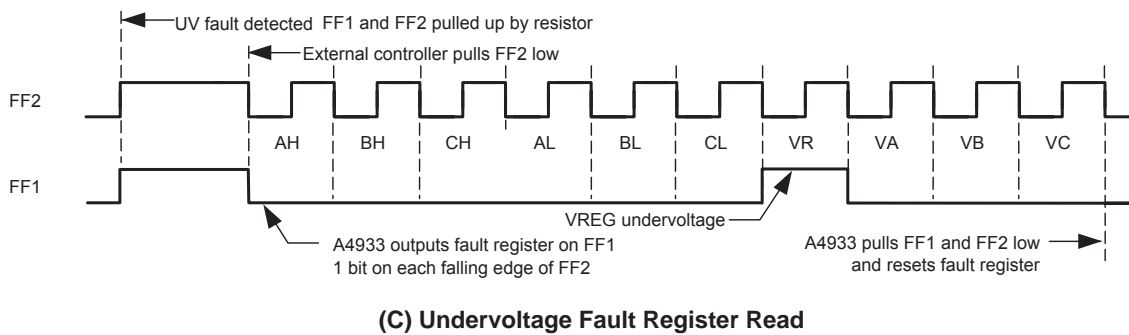 UV fault detected FF1 and FF2 pulled up by resistor
External controller pulls FF2 low
FF2
AH BH CH AL BL CL VR VA VB VC
FF1
VREG undervoltage
A4933 outputs fault register on FF1
1 bit on each falling edge of FF2
A4933 pulls FF1 and FF2 low
and resets fault register
(C) Undervoltage Fault Register Read